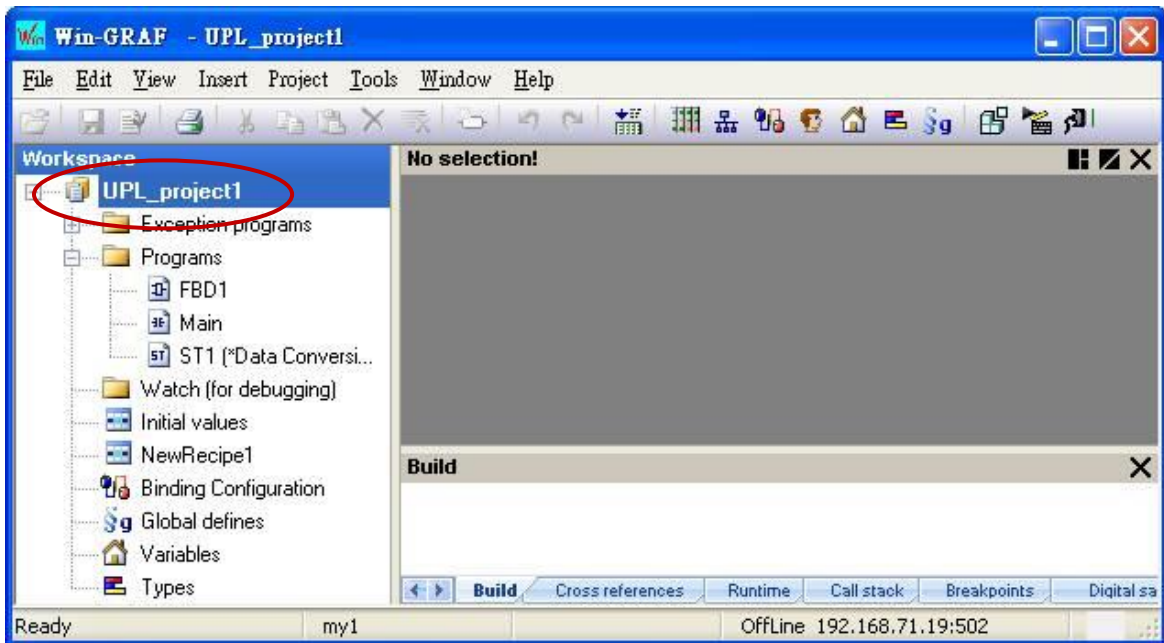 Win-GRAF - UPL_project1
File Edit View Insert Project Tools Window Help
Workspace
No selection!
UPL_project1
Exception programs
Programs
FBD1
Main
ST1 (*Data Conversi...
Watch (for debugging)
Initial values
NewRecipe1
Binding Configuration
Global defines
Variables
Types
Build
Build Cross references Runtime Call stack Breakpoints Digital sa
Ready my1 OffLine 192.168.71.19:502